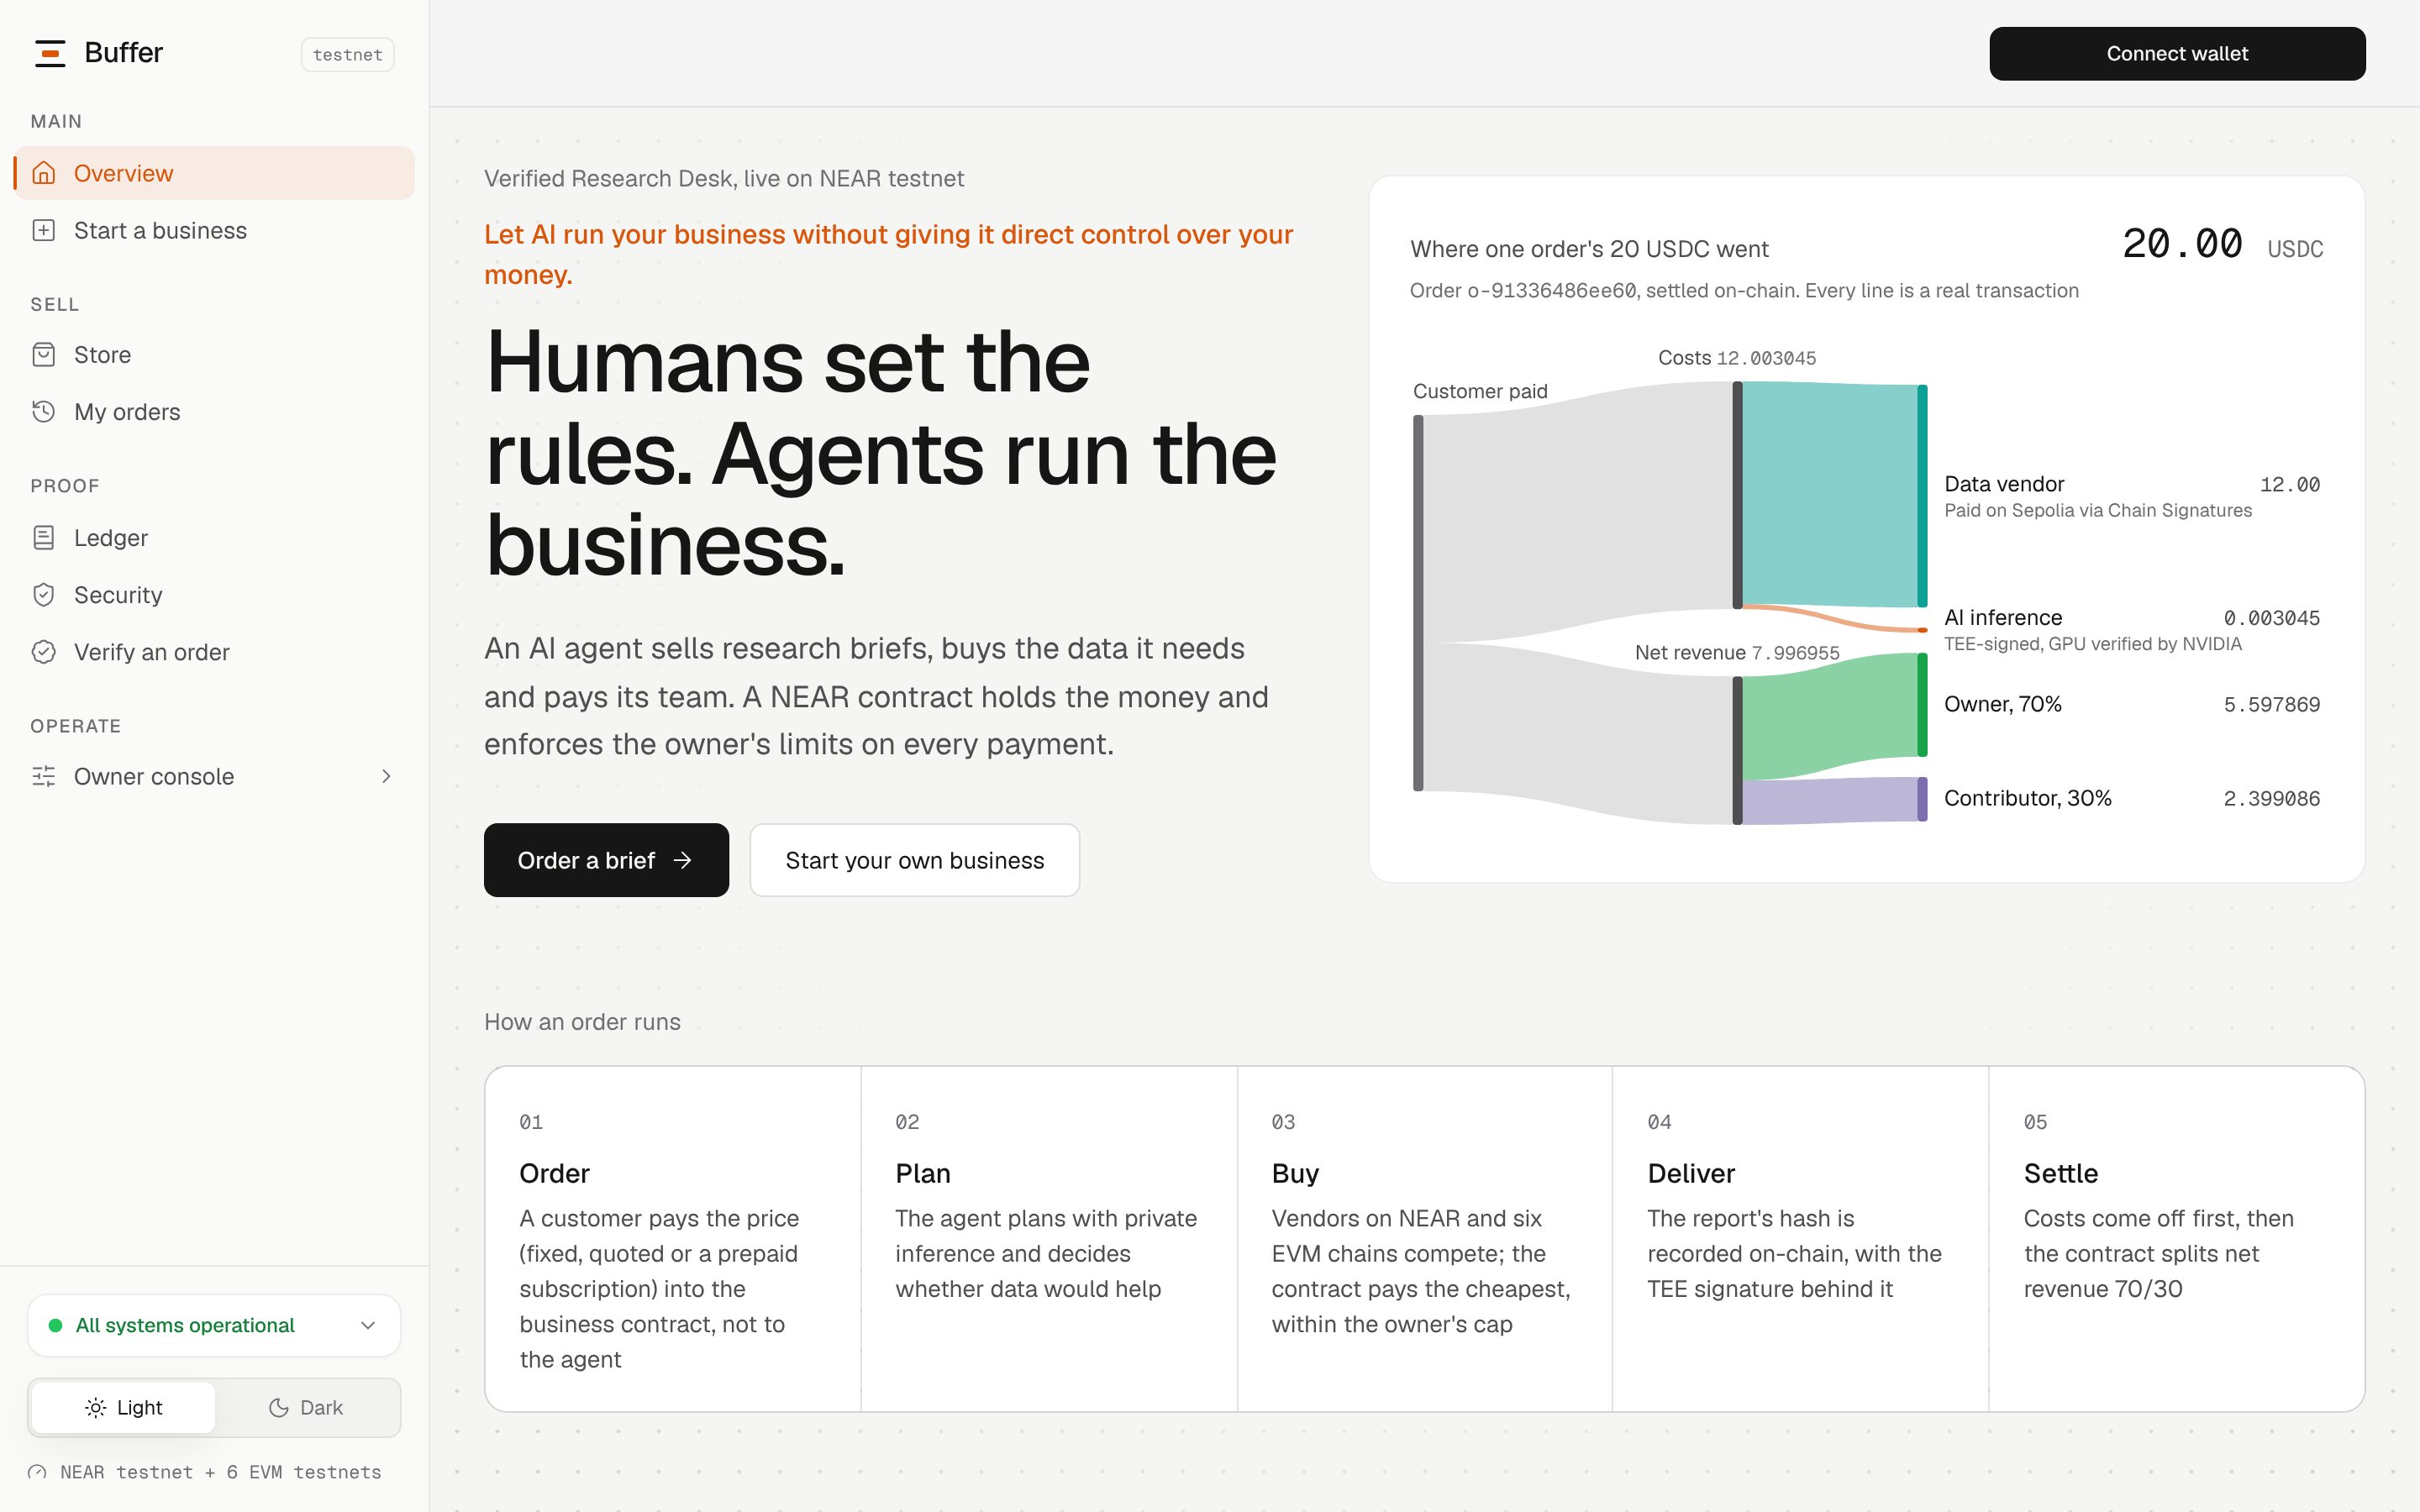 Buffer
testnet
MAIN
Overview
Start a business
SELL
Store
My orders
PROOF
Ledger
Security
Verify an order
OPERATE
Owner console
All systems operational
Light
Dark
NEAR testnet + 6 EVM testnets
Connect wallet
Verified Research Desk, live on NEAR testnet
Let AI run your business without giving it direct control over your
money.
Humans set the
rules. Agents run the
business.
An AI agent sells research briefs, buys the data it needs
and pays its team. A NEAR contract holds the money and
enforces the owner's limits on every payment.
Order a brief
Start your own business
Where one order's 20 USDC went
20.00 USDC
Order o-91336486ee60, settled on-chain. Every line is a real transaction
Costs 12.003045
Customer paid
Data vendor 12.00
Paid on Sepolia via Chain Signatures
AI inference 0.003045
TEE-signed, GPU verified by NVIDIA
Net revenue 7.996955
Owner, 70% 5.597869
Contributor, 30% 2.399086
How an order runs
01
Order
A customer pays the price
(fixed, quoted or a prepaid
subscription) into the
business contract, not to
the agent
02
Plan
The agent plans with private
inference and decides
whether data would help
03
Buy
Vendors on NEAR and six
EVM chains compete; the
contract pays the cheapest,
within the owner's cap
04
Deliver
The report's hash is
recorded on-chain, with the
TEE signature behind it
05
Settle
Costs come off first, then
the contract splits net
revenue 70/30